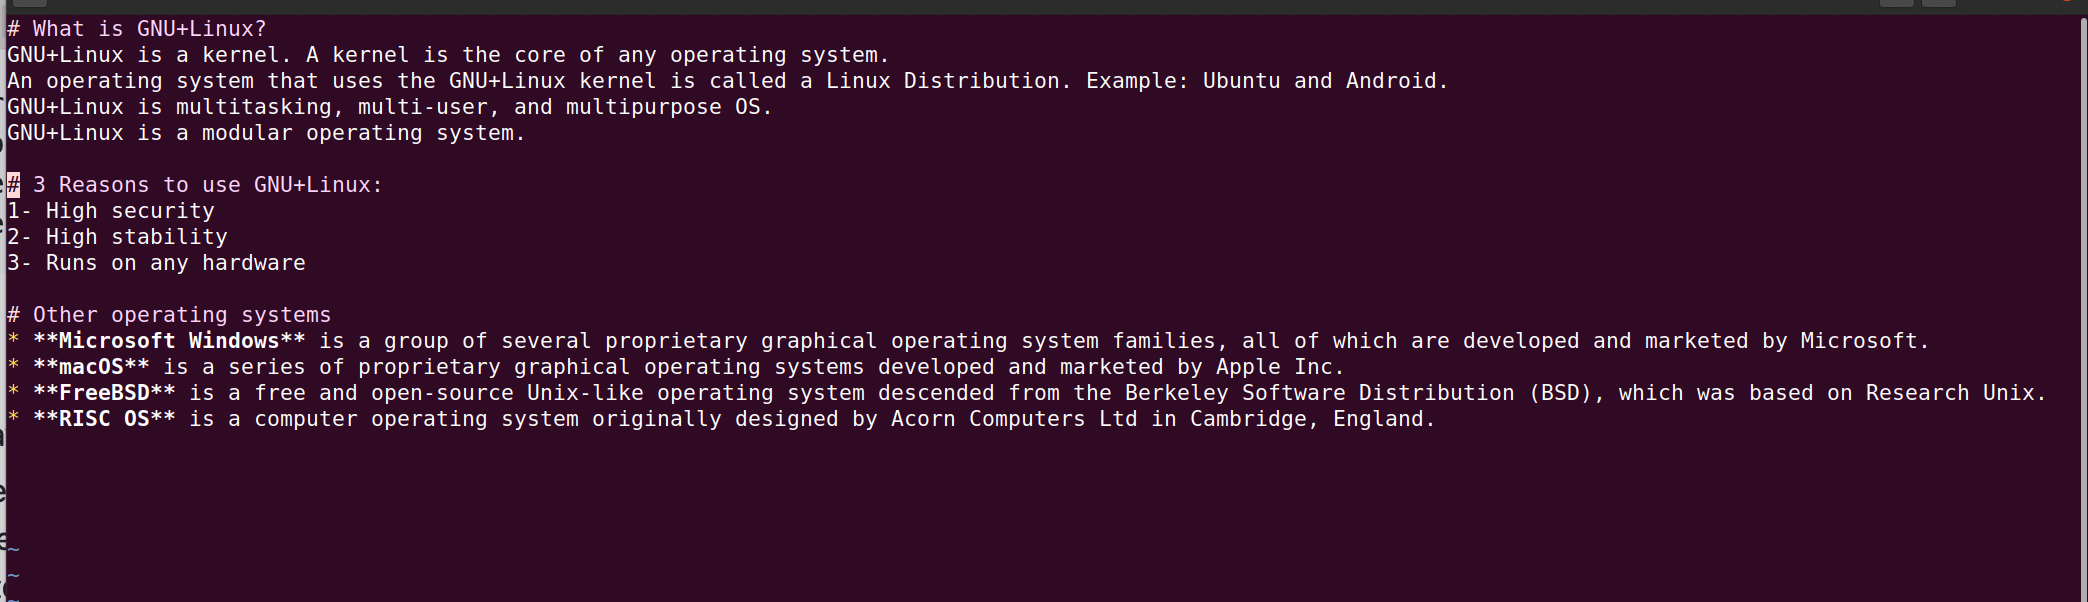 # What is GNU+Linux?
GNU+Linux is a kernel. A kernel is the core of any operating system.
An operating system that uses the GNU+Linux kernel is called a Linux Distribution. Example: Ubuntu and Android.
GNU+Linux is multitasking, multi-user, and multipurpose OS.
GNU+Linux is a modular operating system.
# 3 Reasons to use GNU+Linux:
1- High security
2- High stability
3- Runs on any hardware
# Other operating systems
* **Microsoft Windows** is a group of several proprietary graphical operating system families, all of which are developed and marketed by Microsoft.
* **macOS** is a series of proprietary graphical operating systems developed and marketed by Apple Inc.
* **FreeBSD** is a free and open-source Unix-like operating system descended from the Berkeley Software Distribution (BSD), which was based on Research Unix.
* **RISC OS** is a computer operating system originally designed by Acorn Computers Ltd in Cambridge, England.
~
~
~